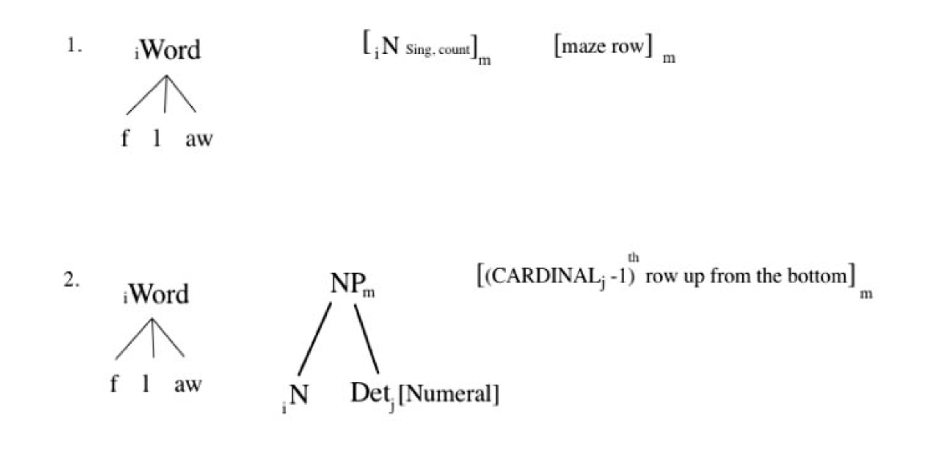 1. iWord [iN Sing, count]m [maze row] m
f l aw
2. iWord NPm [(CARDINALj -1)th row up from the bottom] m
f l aw iN Detj [Numeral]